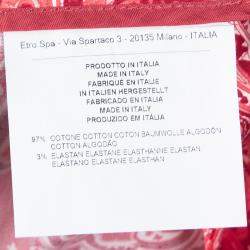 Etro Spa - Via Spartaco 3 - 20135 Milano - ITALIA
PRODOTTO IN ITALIA
MADE IN ITALY
FABRIQUÉ EN ITALIE
IN ITALIEN HERGESTELLT
FABRICADO EN ITALIA
MADE IN ITALY
PRODUZIDO EM ITÁLIA
97% COTONE COTTON COTON BAUMWOLLE ALGODÓN
COTTON ALGODÃO
3% ELASTAN ELASTANE ELASTHANNE ELASTAN
ELASTANO ELASTANE ELASTHAN